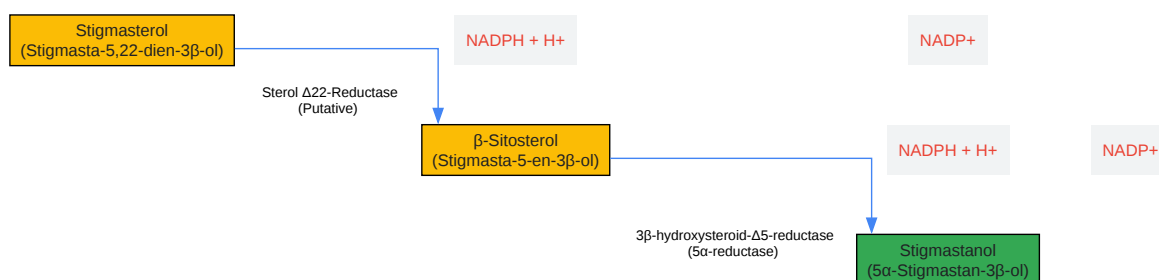 Stigmasterol
(Stigmasta-5,22-dien-3β-ol)
NADPH + H+
NADP+
Sterol Δ22-Reductase
(Putative)
β-Sitosterol
(Stigmasta-5-en-3β-ol)
NADPH + H+
NADP+
3β-hydroxysteroid-Δ5-reductase
(5α-reductase)
Stigmastanol
(5α-Stigmastan-3β-ol)